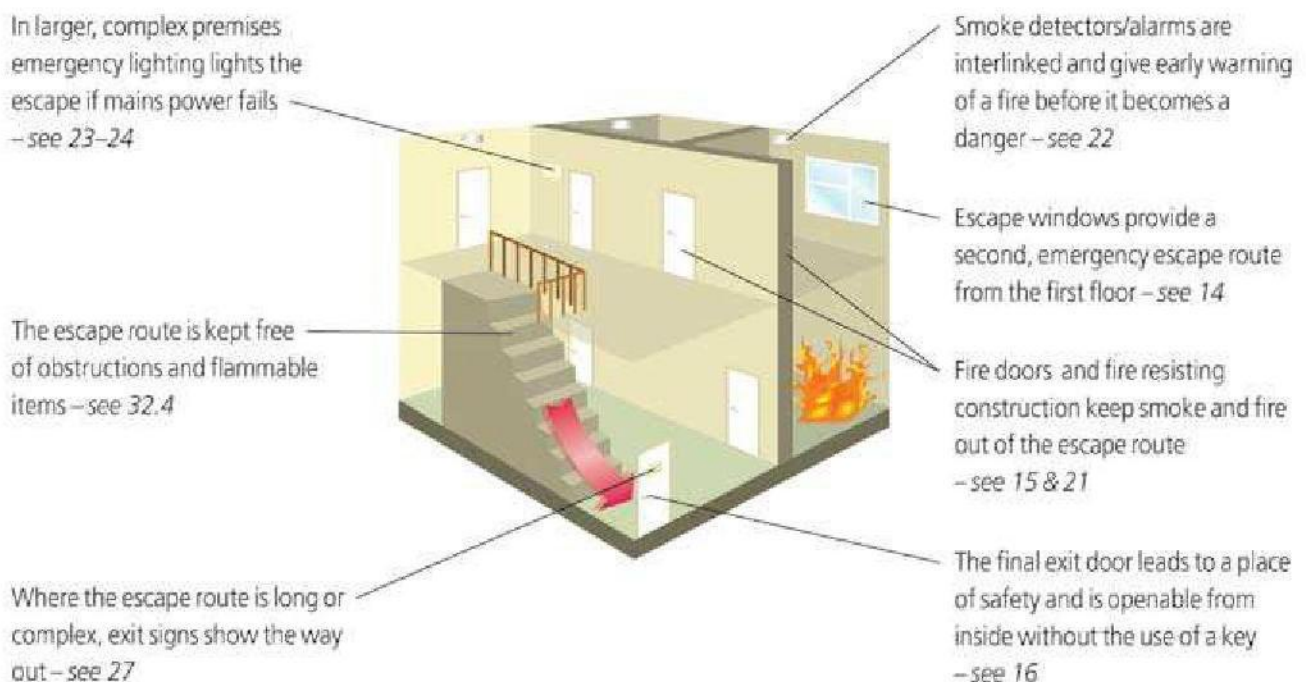 In larger, complex premises
emergency lighting lights the
escape if mains power fails
– see 23–24
The escape route is kept free
of obstructions and flammable
items – see 32.4
Where the escape route is long or
complex, exit signs show the way
out – see 27
Smoke detectors/alarms are
interlinked and give early warning
of a fire before it becomes a
danger – see 22
Escape windows provide a
second, emergency escape route
from the first floor – see 14
Fire doors and fire resisting
construction keep smoke and fire
out of the escape route
– see 15 & 21
The final exit door leads to a place
of safety and is openable from
inside without the use of a key
– see 16